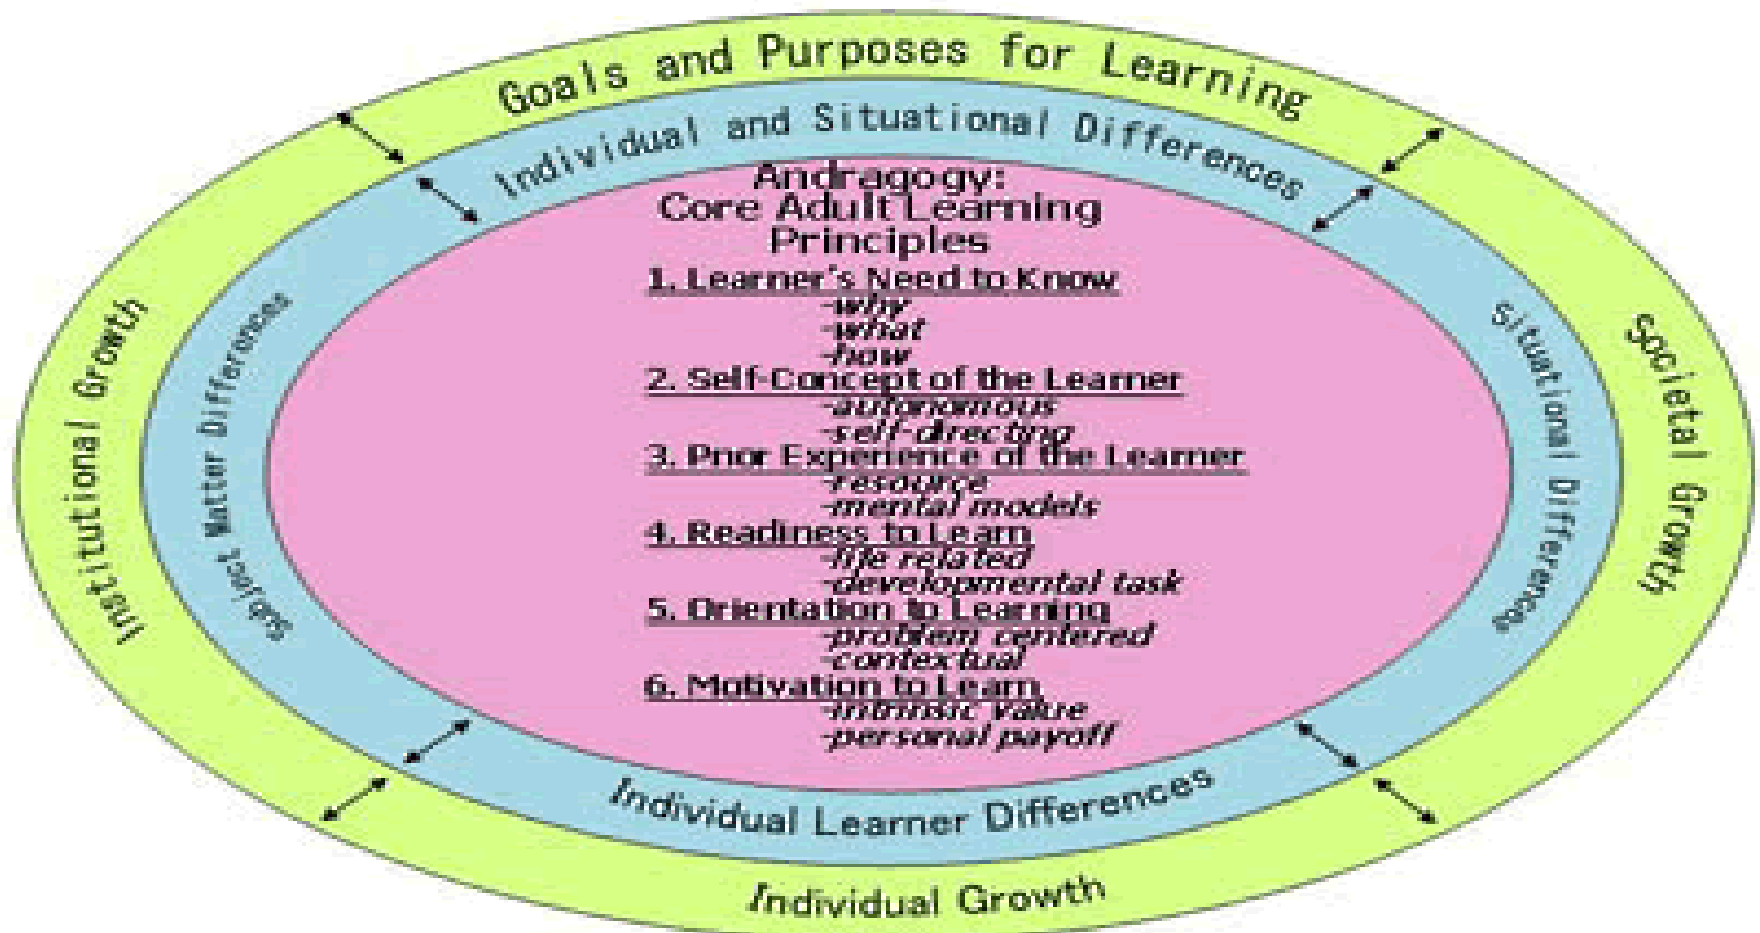 Goals and Purposes for Learning
Individual and Situational Differences
Andragogy:
Core Adult Learning
Principles
1. Learner's Need to Know
-why
-what
-how
2. Self-Concept of the Learner
-autonomous
-self-directing
3. Prior Experience of the Learner
-resource
-mental models
4. Readiness to Learn
-life related
-developmental task
5. Orientation to Learning
-problem centered
-contextual
6. Motivation to Learn
-intrinsic value
-personal payoff
Institutional Growth
Subject Matter Differences
Situational Differences
Societal Growth
Individual Learner Differences
Individual Growth